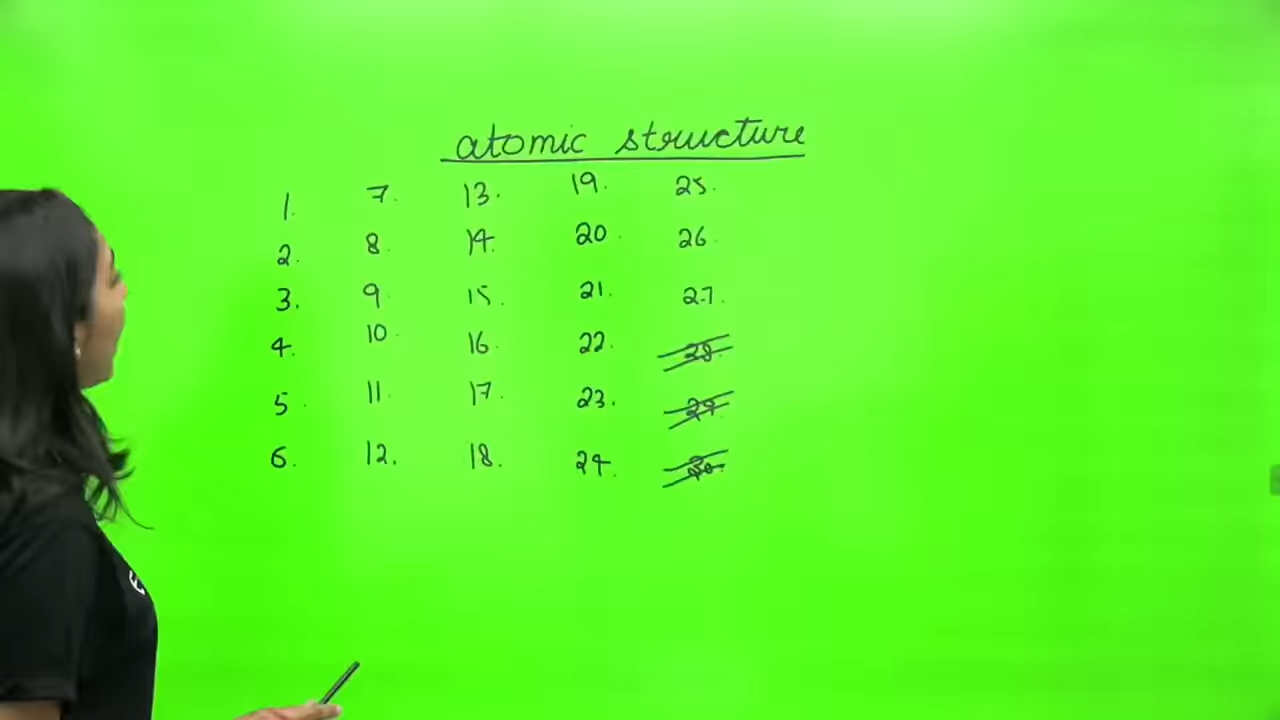 atomic structure
1. 7. 13. 19. 25.
2. 8. 14. 20. 26.
3. 9. 15. 21. 27.
4. 10. 16. 22. 28.
5. 11. 17. 23. 29.
6. 12. 18. 24. 30.